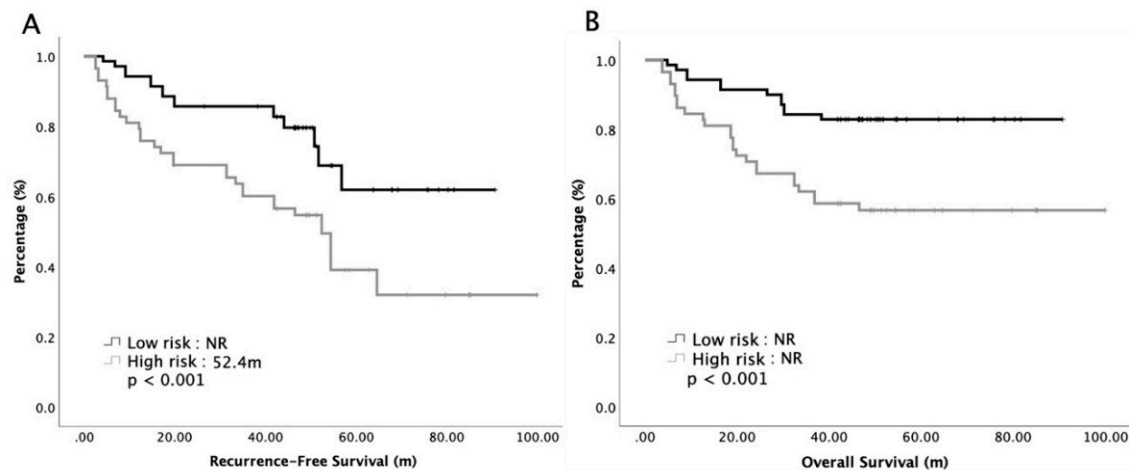 A
Percentage (%)
1.0
0.8
0.6
0.4
0.2
0.0
Low risk : NR
High risk : 52.4m
p < 0.001
.00 20.00 40.00 60.00 80.00 100.00
Recurrence-Free Survival (m)
B
Percentage (%)
1.0
0.8
0.6
0.4
0.2
0.0
Low risk : NR
High risk : NR
p < 0.001
.00 20.00 40.00 60.00 80.00 100.00
Overall Survival (m)